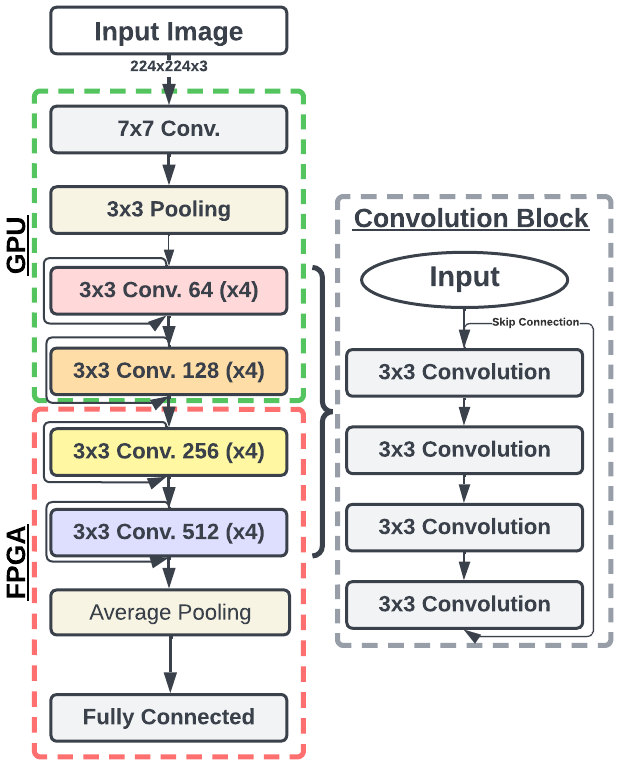 Input Image
224x224x3
GPU
7x7 Conv.
3x3 Pooling
3x3 Conv. 64 (x4)
3x3 Conv. 128 (x4)
FPGA
3x3 Conv. 256 (x4)
3x3 Conv. 512 (x4)
Average Pooling
Fully Connected
Convolution Block
Input
Skip Connection
3x3 Convolution
3x3 Convolution
3x3 Convolution
3x3 Convolution